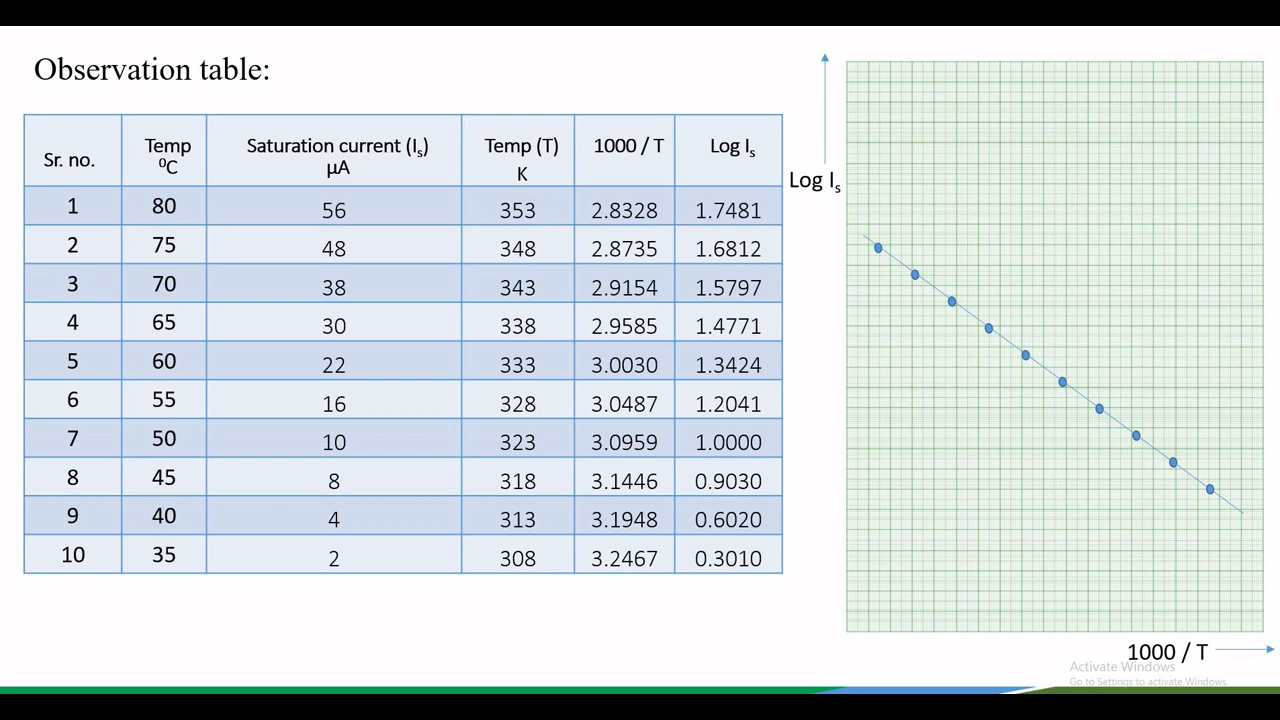 Observation table:
Sr. no. Temp ⁰C Saturation current (Iₛ) µA Temp (T) K 1000 / T Log Iₛ
1 80 56 353 2.8328 1.7481
2 75 48 348 2.8735 1.6812
3 70 38 343 2.9154 1.5797
4 65 30 338 2.9585 1.4771
5 60 22 333 3.0030 1.3424
6 55 16 328 3.0487 1.2041
7 50 10 323 3.0959 1.0000
8 45 8 318 3.1446 0.9030
9 40 4 313 3.1948 0.6020
10 35 2 308 3.2467 0.3010
Log Iₛ
1000 / T
Activate Windows
Go to Settings to activate Windows.